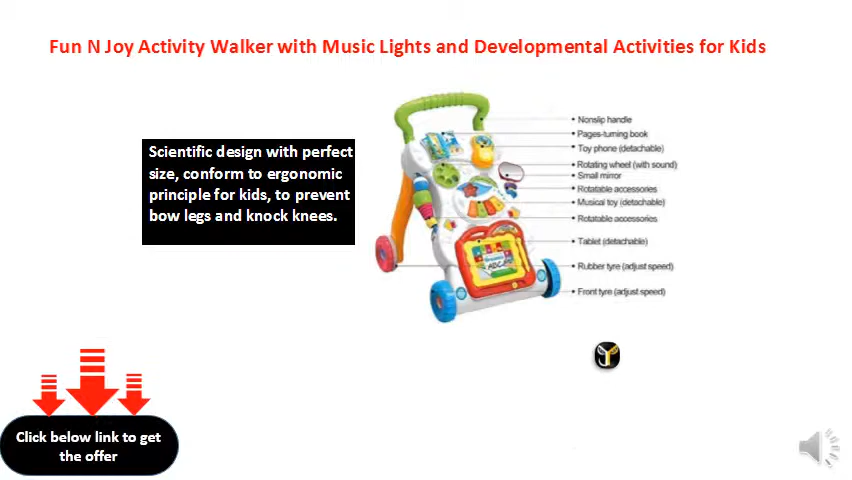 Fun N Joy Activity Walker with Music Lights and Developmental Activities for Kids
Scientific design with perfect
size, conform to ergonomic
principle for kids, to prevent
bow legs and knock knees.
• Nonslip handle
• Pages-turning book
• Toy phone (detachable)
• Rotating wheel (with sound)
• Small mirror
• Rotatable accessories
• Musical toy (detachable)
• Rotatable accessories
• Tablet (detachable)
• Rubber tyre (adjust speed)
• Front tyre (adjust speed)
ABC
Click below link to get
the offer